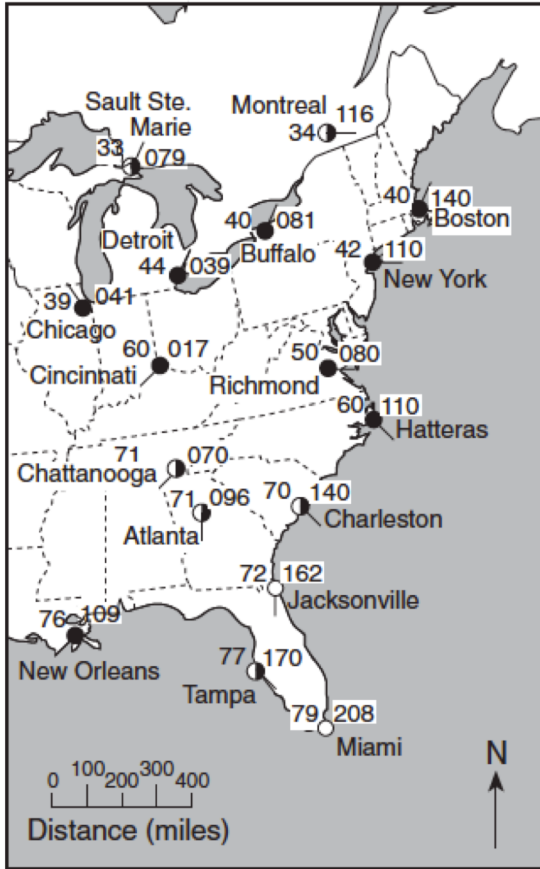 Sault Ste.
Marie
33 079
Montreal
116
34
40 140
Boston
40 081
Buffalo
Detroit
44 039
42 110
New York
39 041
Chicago
60 017
Cincinnati
50 080
Richmond
60 110
Hatteras
71 070
Chattanooga
71 096
Atlanta
70 140
Charleston
72 162
Jacksonville
76 109
New Orleans
77 170
Tampa
79 208
Miami
N
0 100 200 300 400
Distance (miles)